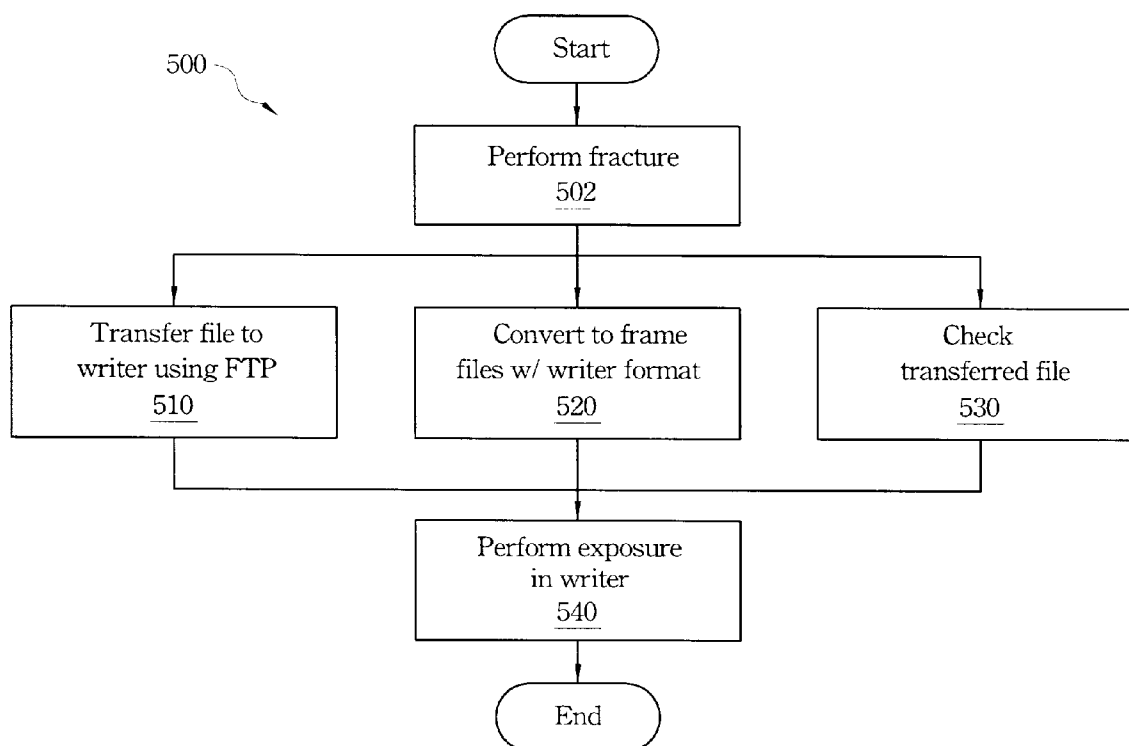 Start
500
Perform fracture
502
Transfer file to
writer using FTP
510
Convert to frame
files w/ writer format
520
Check
transferred file
530
Perform exposure
in writer
540
End